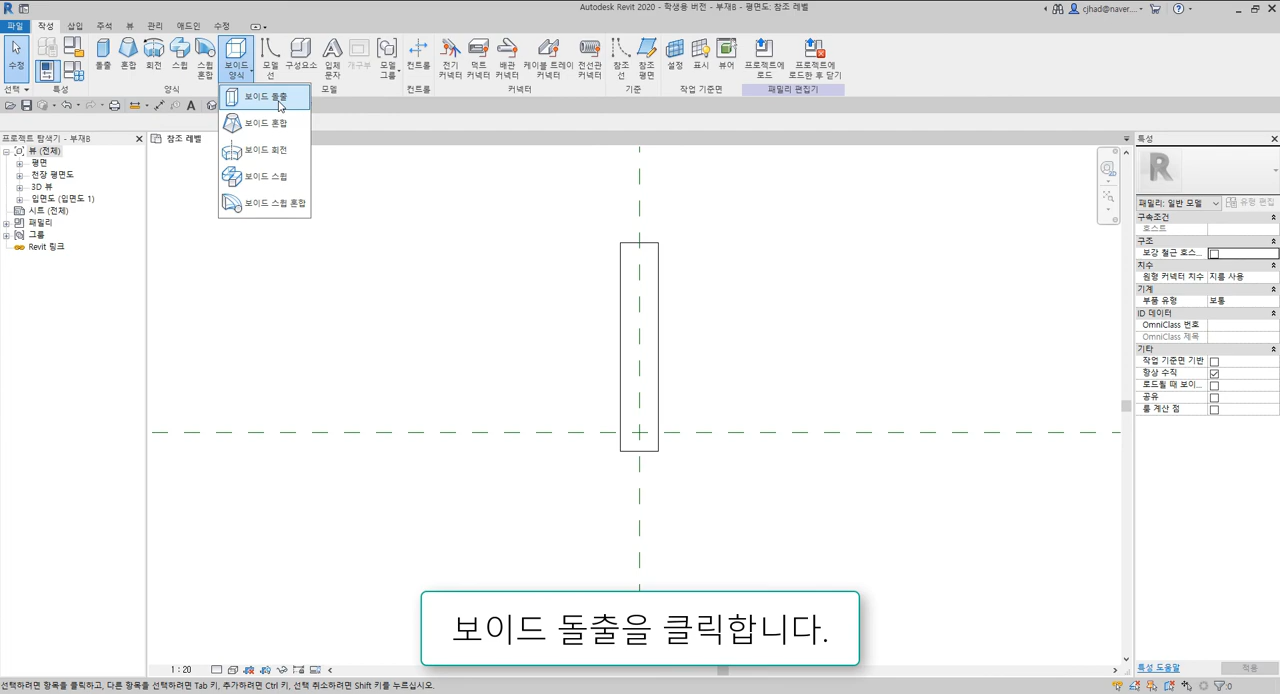 Autodesk Revit 2020 - 학생용 버전 - 부재B - 평면도: 참조 레벨
cjhad@naver....
파일 작성 삽입 주석 뷰 관리 애드인 수정
수정
돌출
혼합
회전
스윕
스윕 혼합
보이드 양식
모델 선
구성요소
입체 문자
개구부
모델 그룹
컨트롤
전기 커넥터
덕트 커넥터
배관 커넥터
케이블 트레이 커넥터
전선관 커넥터
참조 선
참조 평면
설정
표시
뷰어
프로젝트에 로드
프로젝트에 로드한 후 닫기
선택 특성 양식 모델 컨트롤 커넥터 기준 작업 기준면 패밀리 편집기
보이드 돌출
보이드 혼합
보이드 회전
보이드 스윕
보이드 스윕 혼합
프로젝트 탐색기 - 부재B
뷰 (전체)
평면
천장 평면도
3D 뷰
입면도 (입면도 1)
시트 (전체)
패밀리
그룹
Revit 링크
참조 레벨
2D
특성
R
패밀리: 일반 모델 유형 편집
구속조건
호스트
구조
보강 철근 호스...
치수
원형 커넥터 치수 지름 사용
기계
부품 유형 보통
ID 데이터
OmniClass 번호
OmniClass 제목
기타
작업 기준면 기반
항상 수직
로드될 때 보이...
공유
룸 계산 점
보이드 돌출을 클릭합니다.
1 : 20
특성 도움말 적용
선택하려면 항목을 클릭하고, 다른 항목을 선택하려면 Tab 키, 추가하려면 Ctrl 키, 선택 취소하려면 Shift 키를 누르십시오.
:0